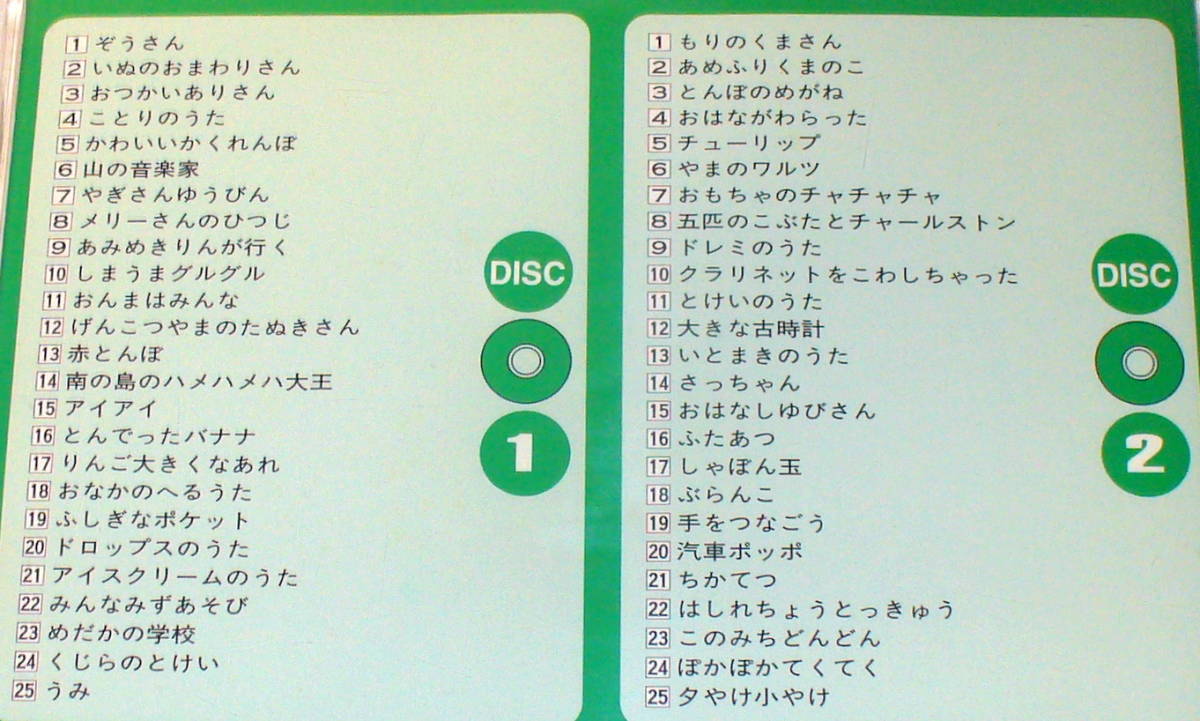 1 ぞうさん
2 いぬのおまわりさん
3 おつかいありさん
4 ことりのうた
5 かわいいかくれんぼ
6 山の音楽家
7 やぎさんゆうびん
8 メリーさんのひつじ
9 あみめきりんが行く
10 しまうまグルグル
11 おんまはみんな
12 げんこつやまのたぬきさん
13 赤とんぼ
14 南の島のハメハメハ大王
15 アイアイ
16 とんでったバナナ
17 りんご大きくなあれ
18 おなかのへるうた
19 ふしぎなポケット
20 ドロップスのうた
21 アイスクリームのうた
22 みんなみずあそび
23 めだかの学校
24 くじらのとけい
25 うみ
DISC
1
1 もりのくまさん
2 あめふりくまのこ
3 とんぼのめがね
4 おはながわらった
5 チューリップ
6 やまのワルツ
7 おもちゃのチャチャチャ
8 五匹のこぶたとチャールストン
9 ドレミのうた
10 クラリネットをこわしちゃった
11 とけいのうた
12 大きな古時計
13 いとまきのうた
14 さっちゃん
15 おはなしゆびさん
16 ふたあつ
17 しゃぼん玉
18 ぶらんこ
19 手をつなごう
20 汽車ポッポ
21 ちかてつ
22 はしれちょうとっきゅう
23 このみちどんどん
24 ぽかぽかてくてく
25 夕やけ小やけ
DISC
2